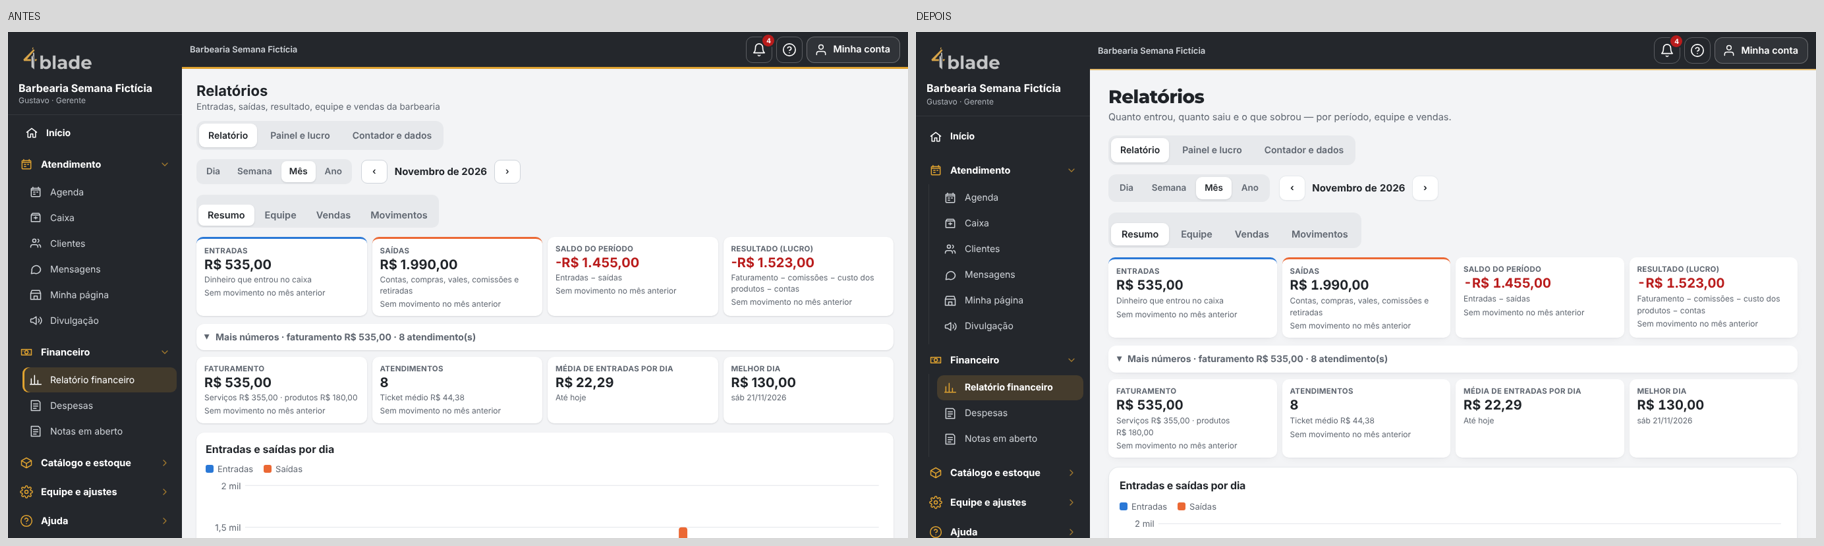 ANTES
4blade
Barbearia Semana Fictícia
Gustavo · Gerente
Início
Atendimento
Agenda
Caixa
Clientes
Mensagens
Minha página
Divulgação
Financeiro
Relatório financeiro
Despesas
Notas em aberto
Catálogo e estoque
Equipe e ajustes
Ajuda
Barbearia Semana Fictícia
4
Minha conta
Relatórios
Entradas, saídas, resultado, equipe e vendas da barbearia
Relatório Painel e lucro Contador e dados
Dia Semana Mês Ano ‹ Novembro de 2026 ›
Resumo Equipe Vendas Movimentos
ENTRADAS
R$ 535,00
Dinheiro que entrou no caixa
Sem movimento no mês anterior
SAÍDAS
R$ 1.990,00
Contas, compras, vales, comissões e
retiradas
Sem movimento no mês anterior
SALDO DO PERÍODO
-R$ 1.455,00
Entradas − saídas
Sem movimento no mês anterior
RESULTADO (LUCRO)
-R$ 1.523,00
Faturamento − comissões − custo dos
produtos − contas
Sem movimento no mês anterior
▾ Mais números · faturamento R$ 535,00 · 8 atendimento(s)
FATURAMENTO
R$ 535,00
Serviços R$ 355,00 · produtos R$ 180,00
Sem movimento no mês anterior
ATENDIMENTOS
8
Ticket médio R$ 44,38
Sem movimento no mês anterior
MÉDIA DE ENTRADAS POR DIA
R$ 22,29
Até hoje
MELHOR DIA
R$ 130,00
sáb 21/11/2026
Entradas e saídas por dia
Entradas Saídas
2 mil
1,5 mil
DEPOIS
4blade
Barbearia Semana Fictícia
Gustavo · Gerente
Início
Atendimento
Agenda
Caixa
Clientes
Mensagens
Minha página
Divulgação
Financeiro
Relatório financeiro
Despesas
Notas em aberto
Catálogo e estoque
Equipe e ajustes
Ajuda
Barbearia Semana Fictícia
4
Minha conta
Relatórios
Quanto entrou, quanto saiu e o que sobrou — por período, equipe e vendas.
Relatório Painel e lucro Contador e dados
Dia Semana Mês Ano ‹ Novembro de 2026 ›
Resumo Equipe Vendas Movimentos
ENTRADAS
R$ 535,00
Dinheiro que entrou no caixa
Sem movimento no mês anterior
SAÍDAS
R$ 1.990,00
Contas, compras, vales, comissões e
retiradas
Sem movimento no mês anterior
SALDO DO PERÍODO
-R$ 1.455,00
Entradas − saídas
Sem movimento no mês anterior
RESULTADO (LUCRO)
-R$ 1.523,00
Faturamento − comissões − custo dos
produtos − contas
Sem movimento no mês anterior
▾ Mais números · faturamento R$ 535,00 · 8 atendimento(s)
FATURAMENTO
R$ 535,00
Serviços R$ 355,00 · produtos
R$ 180,00
Sem movimento no mês anterior
ATENDIMENTOS
8
Ticket médio R$ 44,38
Sem movimento no mês anterior
MÉDIA DE ENTRADAS POR DIA
R$ 22,29
Até hoje
MELHOR DIA
R$ 130,00
sáb 21/11/2026
Entradas e saídas por dia
Entradas Saídas
2 mil